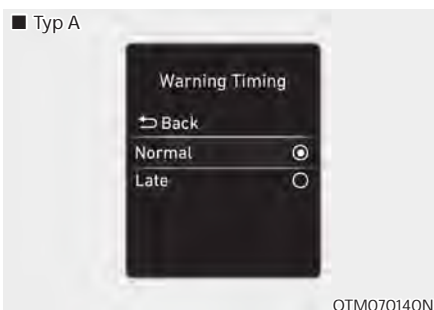 ■ Typ A
Warning Timing
Back
Normal
Late
OTM070140N